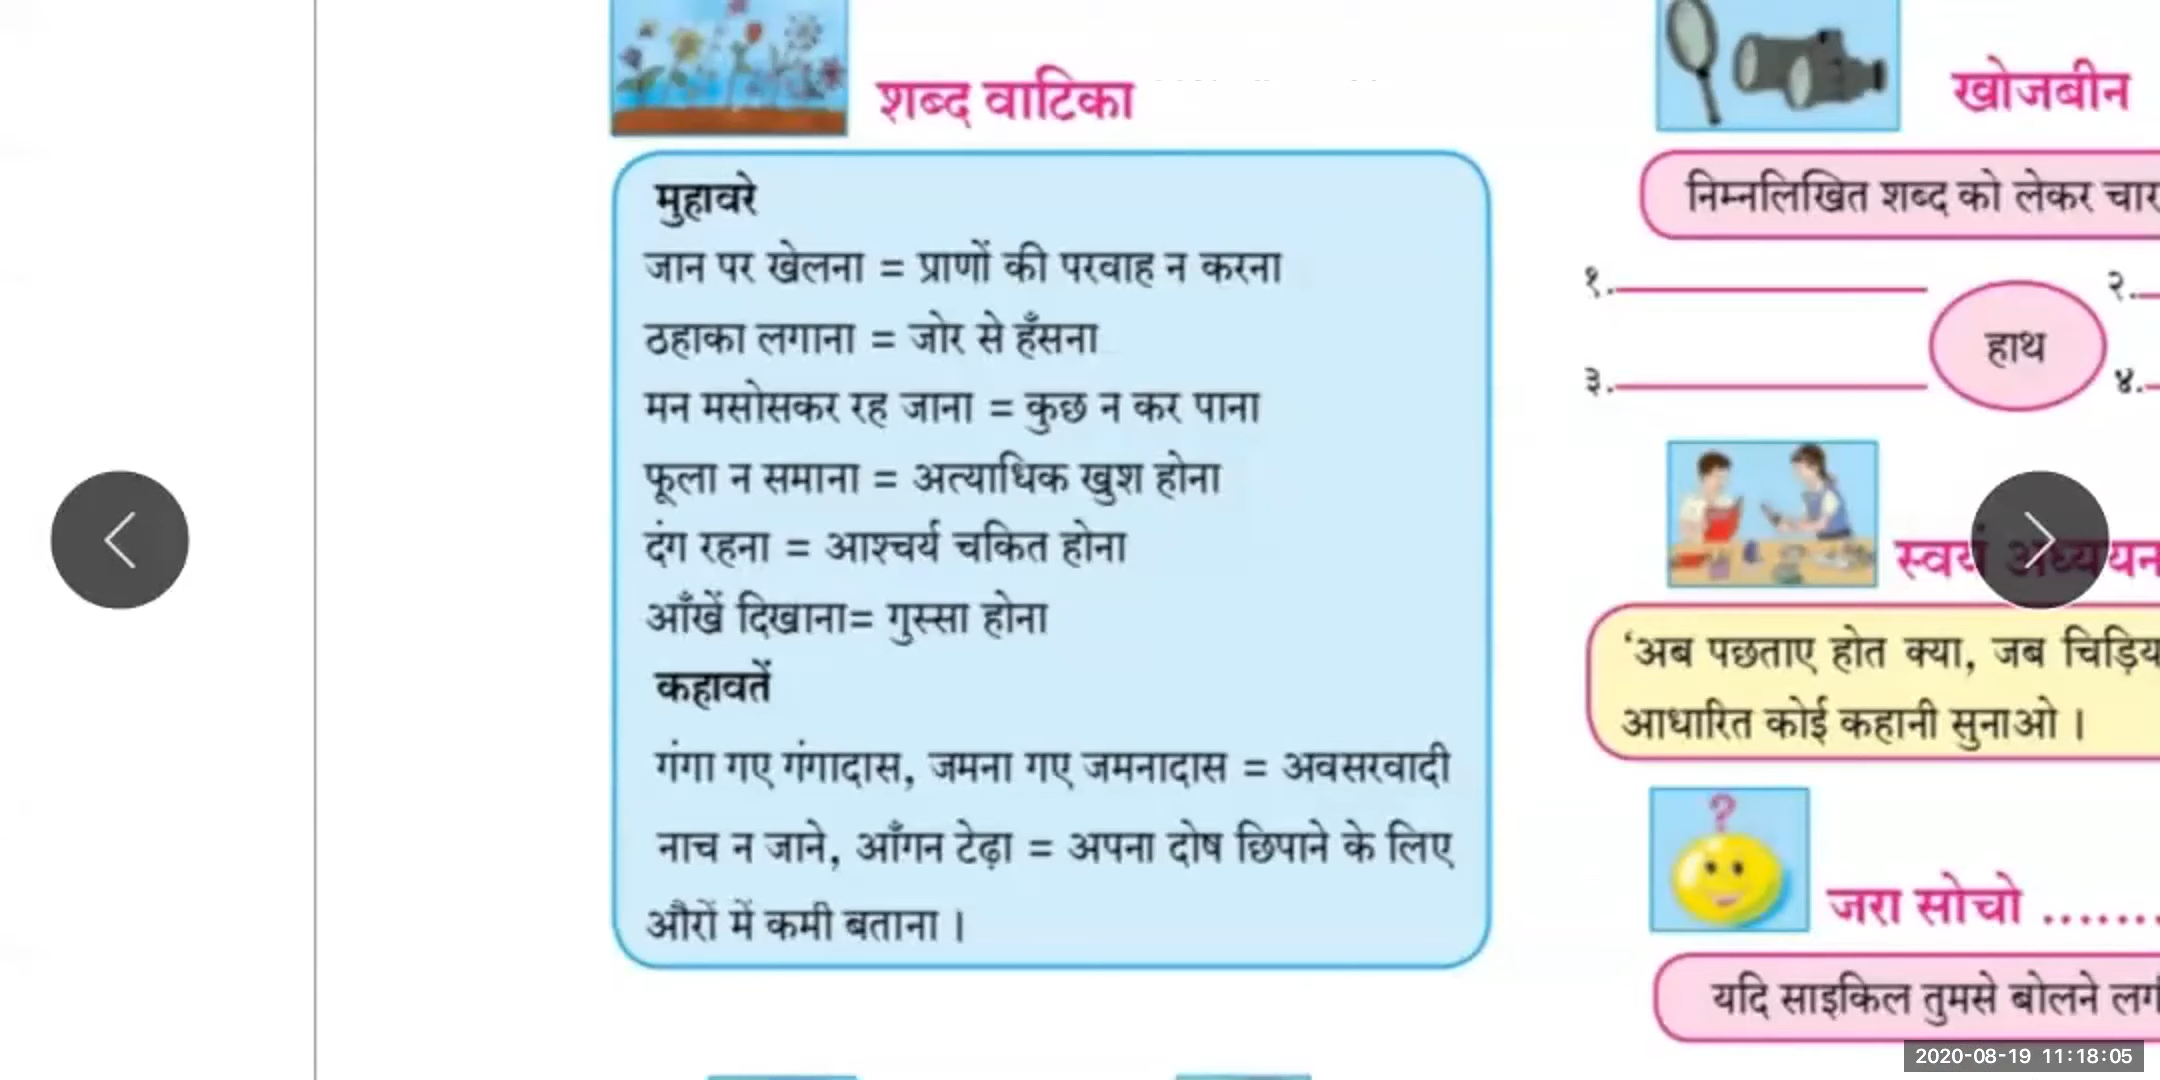 शब्द वाटिका
मुहावरे
जान पर खेलना = प्राणों की परवाह न करना
ठहाका लगाना = जोर से हँसना
मन मसोसकर रह जाना = कुछ न कर पाना
फूला न समाना = अत्याधिक खुश होना
दंग रहना = आश्चर्य चकित होना
आँखें दिखाना= गुस्सा होना
कहावतें
गंगा गए गंगादास, जमना गए जमनादास = अवसरवादी
नाच न जाने, आँगन टेढ़ा = अपना दोष छिपाने के लिए
औरों में कमी बताना ।
खोजबीन
निम्नलिखित शब्द को लेकर चार
१. २.
हाथ
३. ४.
स्वयं अध्ययन
‘अब पछताए होत क्या, जब
आधारित कोई कहानी सुनाओ ।
?
जरा सोचो .......
यदि साइकिल तुमसे बोलने
2020-08-19 11:18:05